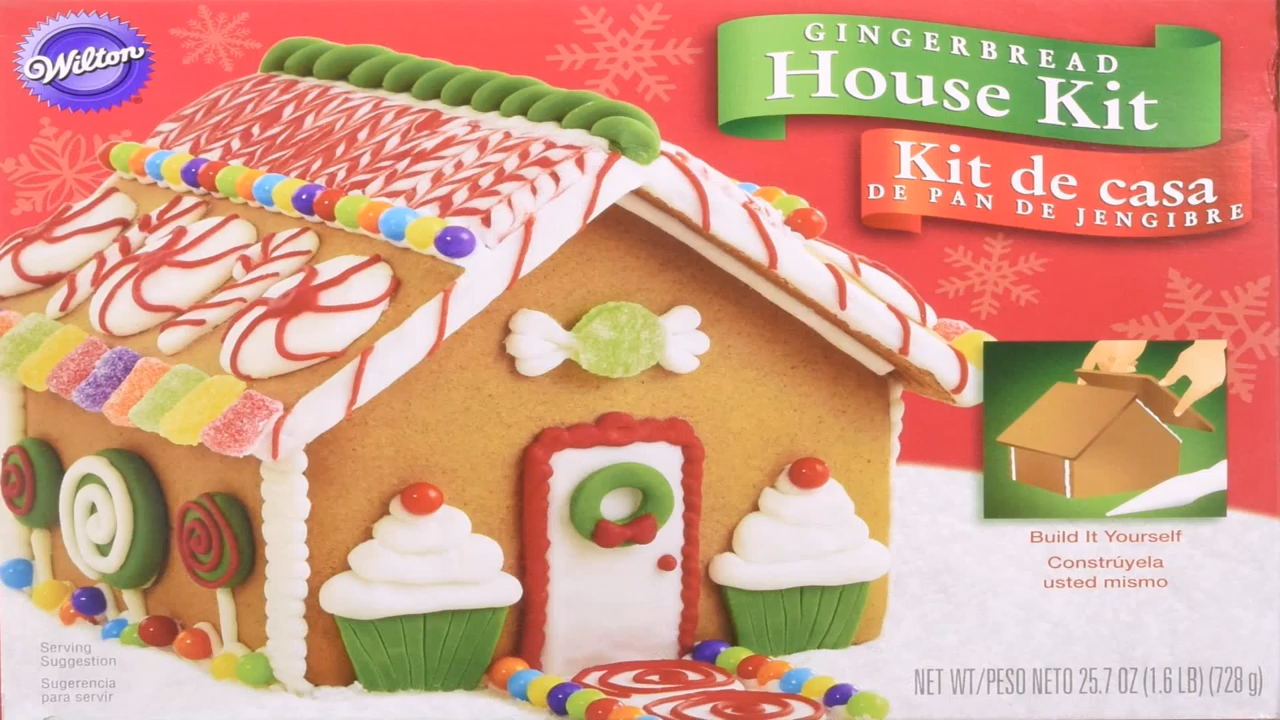 Wilton
GINGERBREAD
House Kit
Kit de casa
DE PAN DE JENGIBRE
Build It Yourself
Constrúyela
usted mismo
Serving
Suggestion
Sugerencia
para servir
NET WT/PESO NETO 25.7 OZ (1.6 LB) (728 g)